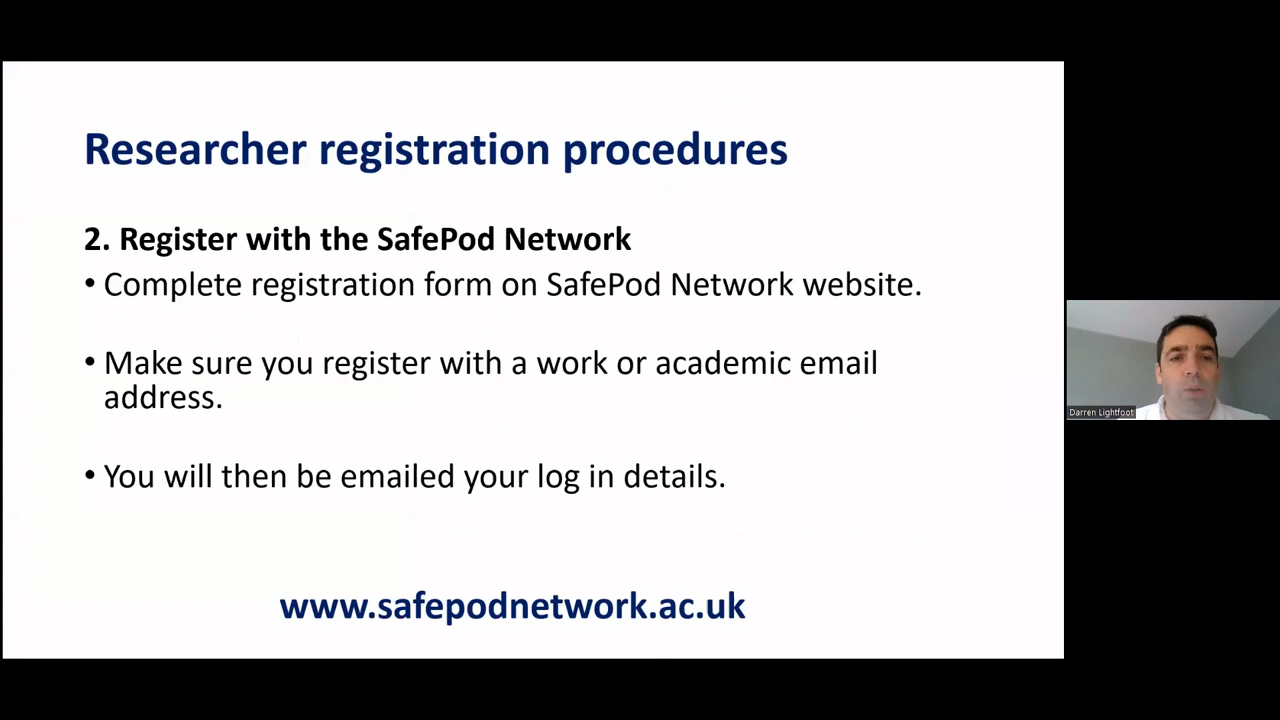 Researcher registration procedures
2. Register with the SafePod Network
• Complete registration form on SafePod Network website.
• Make sure you register with a work or academic email
address.
• You will then be emailed your log in details.
www.safepodnetwork.ac.uk
Darren Lightfoot